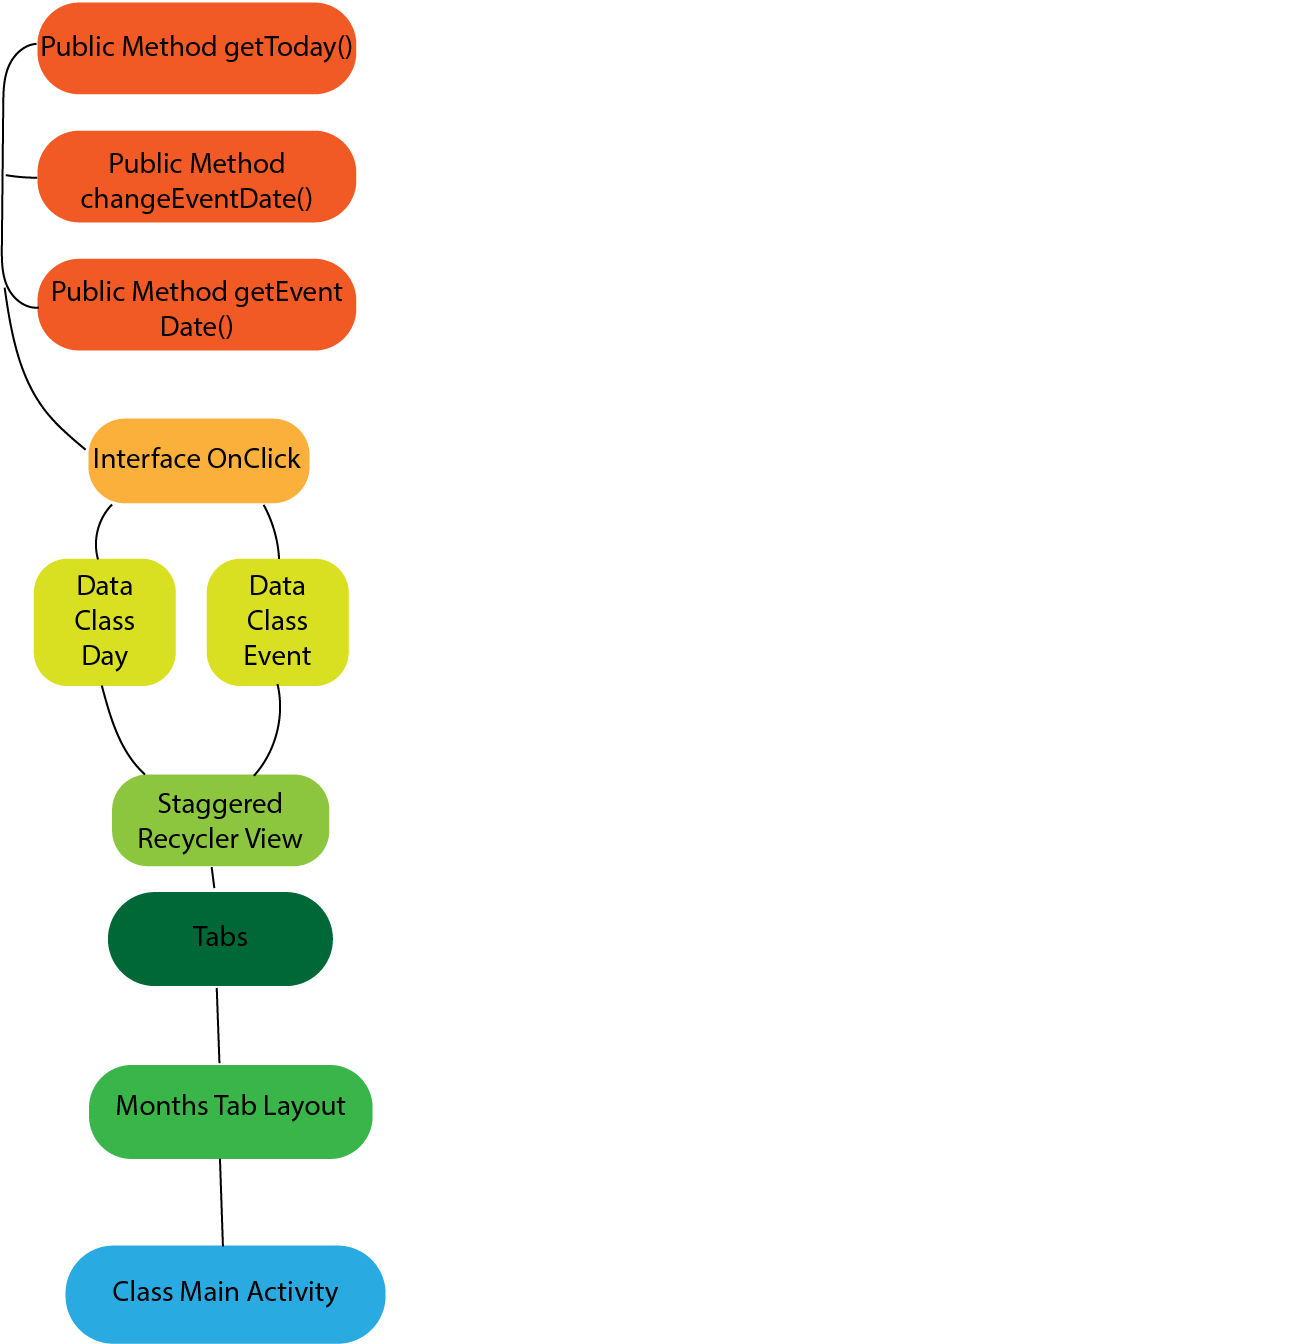 Public Method getToday()
Public Method
changeEventDate()
Public Method getEvent
Date()
Interface OnClick
Data
Class
Day
Data
Class
Event
Staggered
Recycler View
Tabs
Months Tab Layout
Class Main Activity